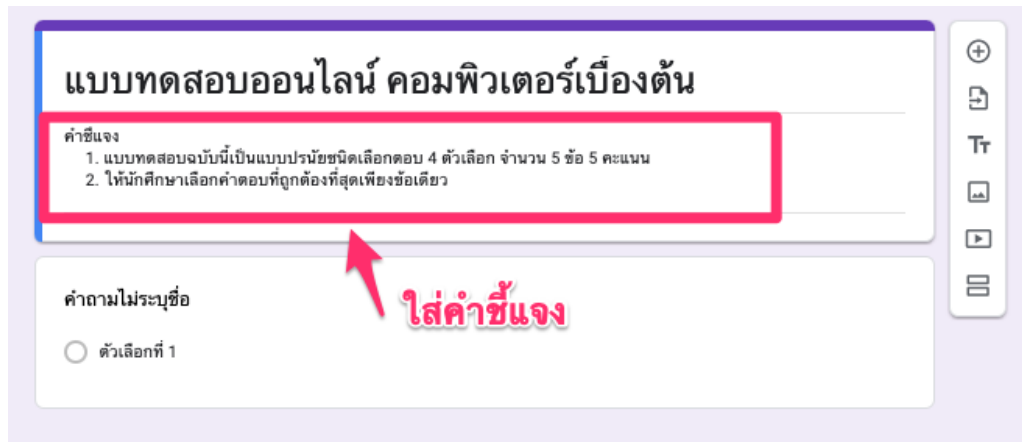 แบบทดสอบออนไลน์ คอมพิวเตอร์เบื้องต้น
คำชี้แจง
1. แบบทดสอบฉบับนี้เป็นแบบปรนัยชนิดเลือกตอบ 4 ตัวเลือก จำนวน 5 ข้อ 5 คะแนน
2. ให้นักศึกษาเลือกคำตอบที่ถูกต้องที่สุดเพียงข้อเดียว
ใส่คำชี้แจง
คำถามไม่ระบุชื่อ
ตัวเลือกที่ 1
Tт